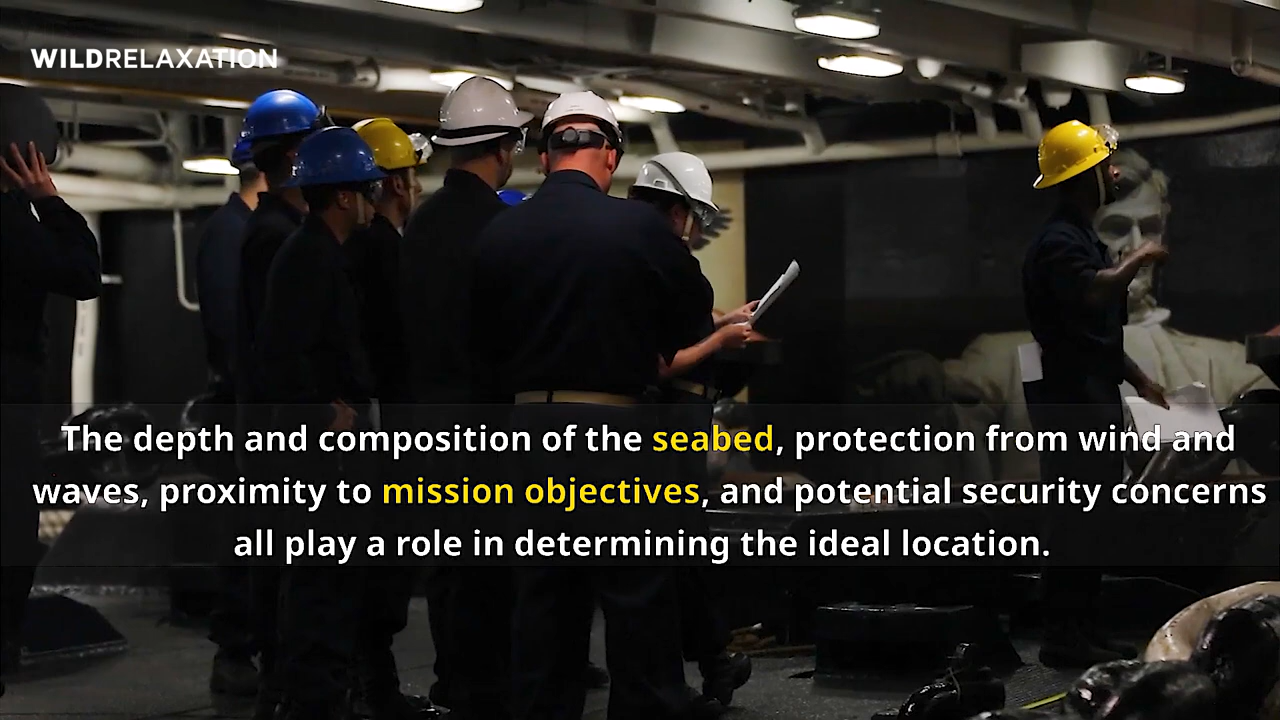 WILDRELAXATION
The depth and composition of the seabed, protection from wind and
waves, proximity to mission objectives, and potential security concerns
all play a role in determining the ideal location.